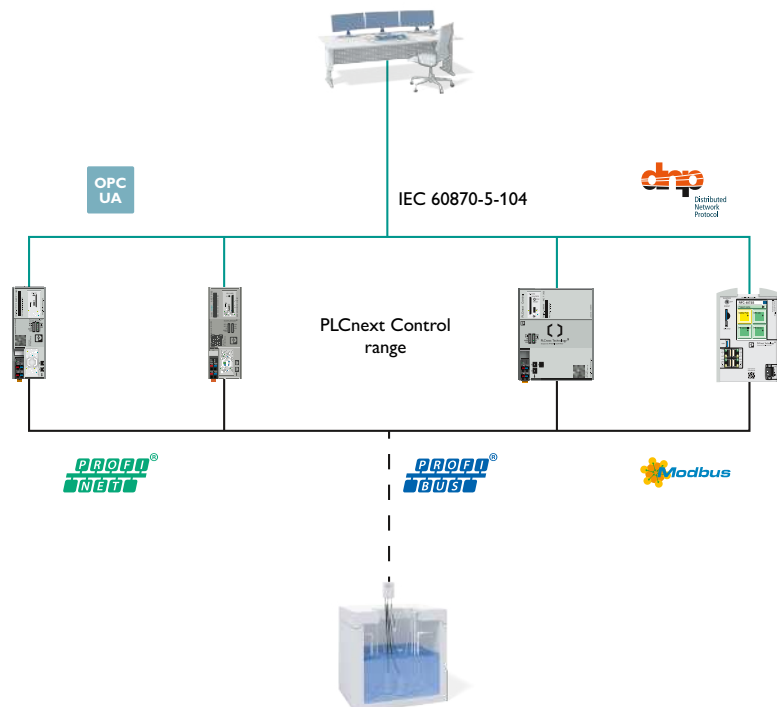 OPC
UA
IEC 60870-5-104
dnp
Distributed
Network
Protocol
PLCnext Control
range
PROFI
NET
®
PROFI
BUS
®
Modbus